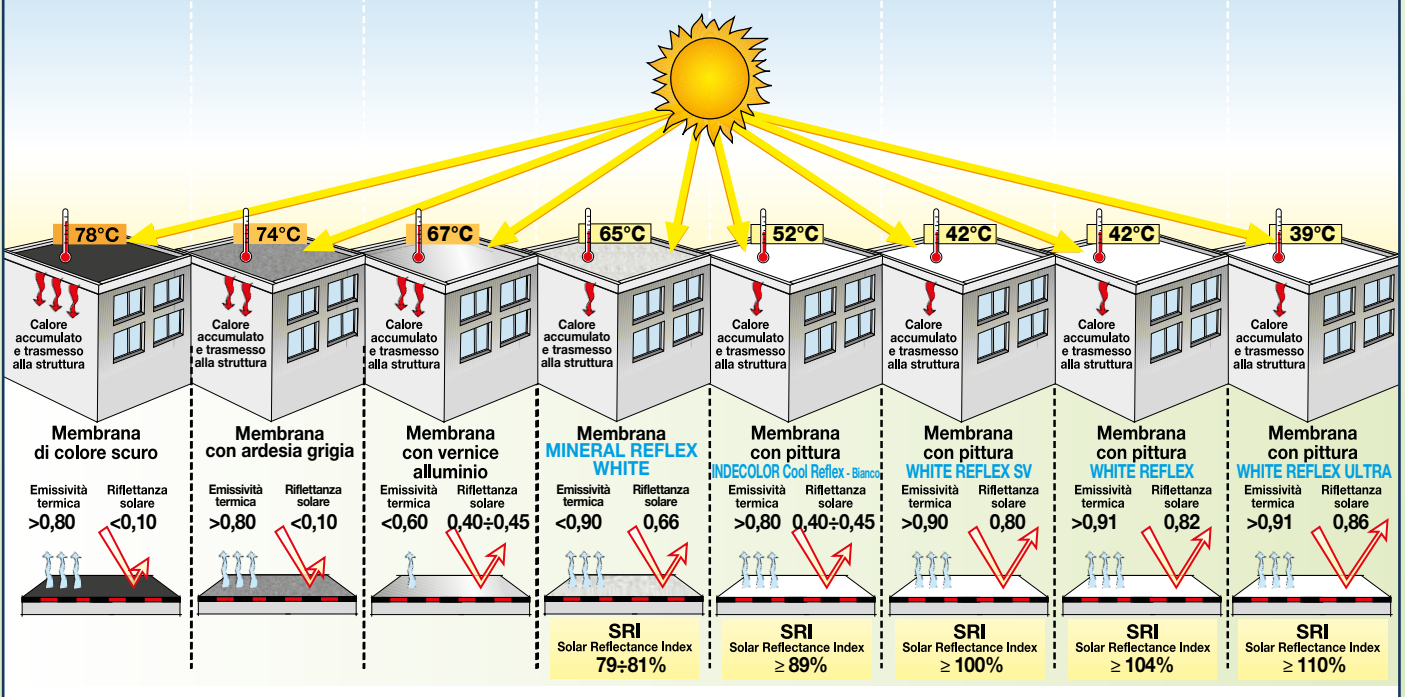 78°C
74°C
67°C
65°C
52°C
42°C
42°C
39°C
Calore
accumulato
e trasmesso
alla struttura
Calore
accumulato
e trasmesso
alla struttura
Calore
accumulato
e trasmesso
alla struttura
Calore
accumulato
e trasmesso
alla struttura
Calore
accumulato
e trasmesso
alla struttura
Calore
accumulato
e trasmesso
alla struttura
Calore
accumulato
e trasmesso
alla struttura
Calore
accumulato
e trasmesso
alla struttura
Membrana
di colore scuro
Emissività termica
>0,80
Riflettanza solare
<0,10
Membrana
con ardesia grigia
Emissività termica
>0,80
Riflettanza solare
<0,10
Membrana
con vernice
alluminio
Emissività termica
<0,60
Riflettanza solare
0,40÷0,45
Membrana
MINERAL REFLEX
WHITE
Emissività termica
<0,90
Riflettanza solare
0,66
SRI
Solar Reflectance Index
79÷81%
Membrana
con pittura
INDECOLOR Cool Reflex - Bianco
Emissività termica
>0,80
Riflettanza solare
0,40÷0,45
SRI
Solar Reflectance Index
≥ 89%
Membrana
con pittura
WHITE REFLEX SV
Emissività termica
>0,90
Riflettanza solare
0,80
SRI
Solar Reflectance Index
≥ 100%
Membrana
con pittura
WHITE REFLEX
Emissività termica
>0,91
Riflettanza solare
0,82
SRI
Solar Reflectance Index
≥ 104%
Membrana
con pittura
WHITE REFLEX ULTRA
Emissività termica
>0,91
Riflettanza solare
0,86
SRI
Solar Reflectance Index
≥ 110%